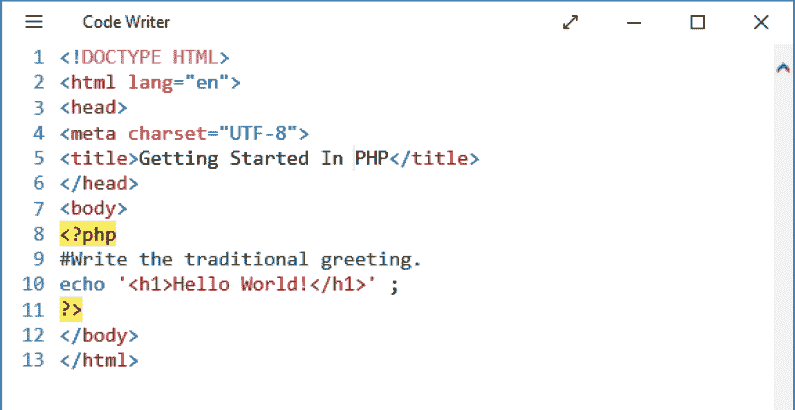 Code Writer
1 <!DOCTYPE HTML>
2 <html lang="en">
3 <head>
4 <meta charset="UTF-8">
5 <title>Getting Started In PHP</title>
6 </head>
7 <body>
8 <?php
9 #Write the traditional greeting.
10 echo '<h1>Hello World!</h1>' ;
11 ?>
12 </body>
13 </html>